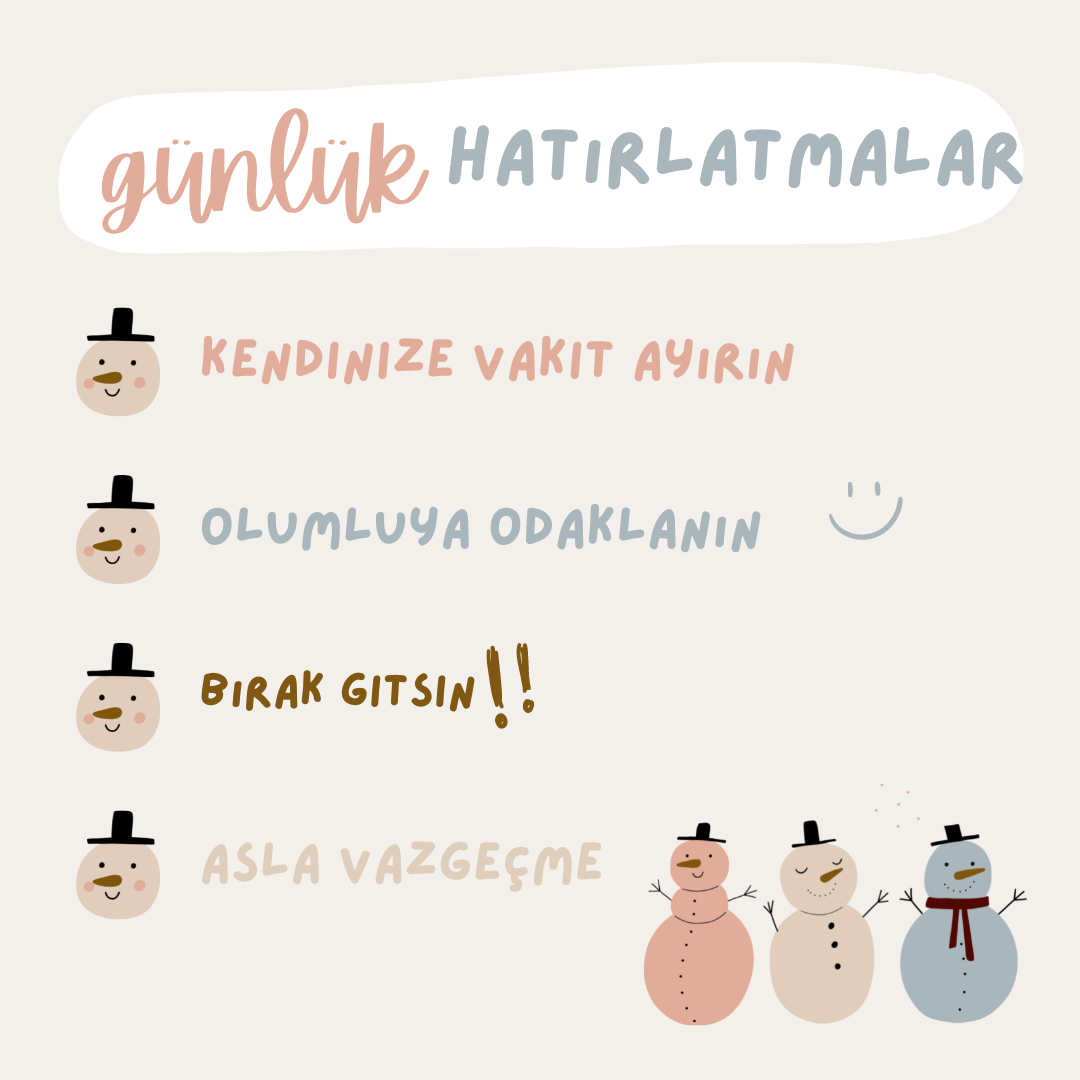 günlük HATIRLATMALAR
KENDINIZE VAKIT AYIRIN
OLUMLUYA ODAKLANIN
BIRAK GITSIN!!
ASLA VAZGEÇME